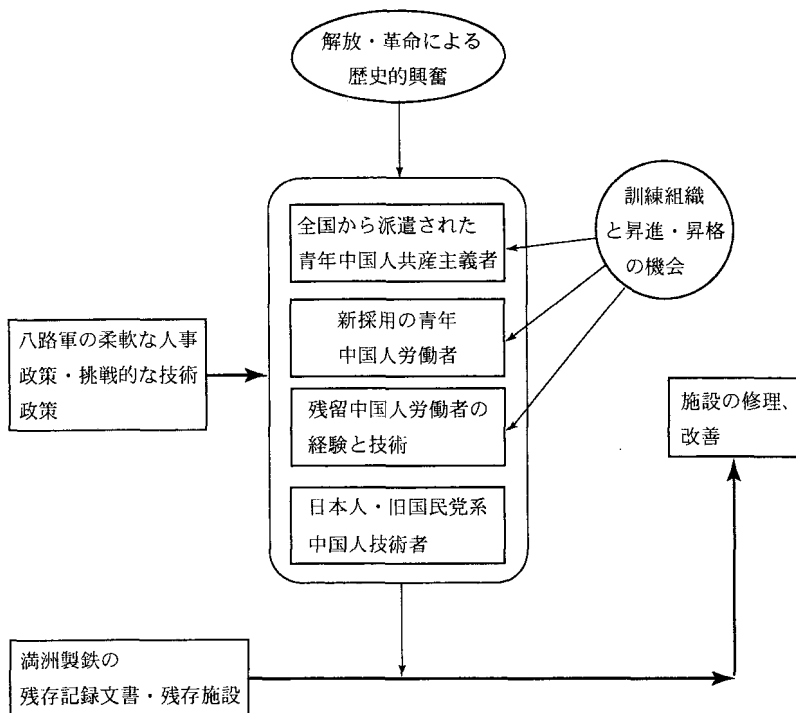 解放・革命による
歴史的興奮
全国から派遣された
青年中国人共産主義者
訓練組織
と昇進・昇格
の機会
新採用の青年
中国人労働者
八路軍の柔軟な人事
政策・挑戦的な技術
政策
残留中国人労働者の
経験と技術
施設の修理、
改善
日本人・旧国民党系
中国人技術者
満洲製鉄の
残存記録文書・残存施設